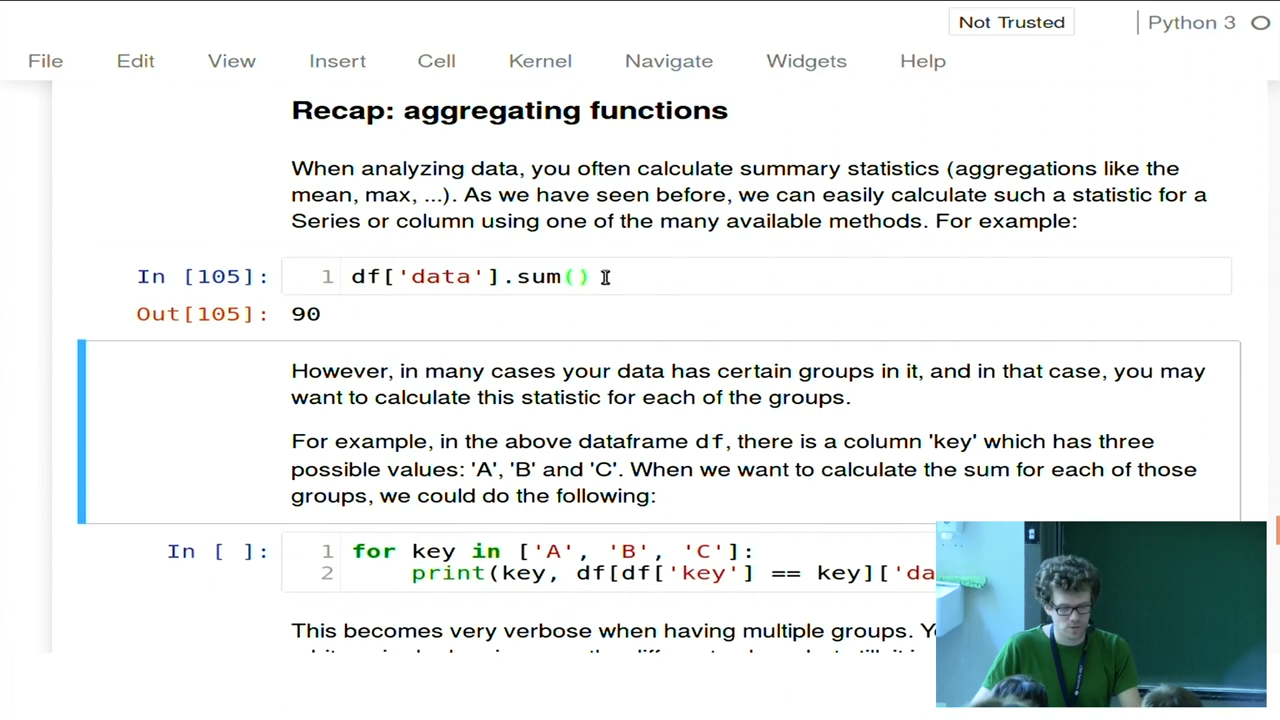 Not Trusted
Python 3
File Edit View Insert Cell Kernel Navigate Widgets Help
Recap: aggregating functions
When analyzing data, you often calculate summary statistics (aggregations like the
mean, max, ...). As we have seen before, we can easily calculate such a statistic for a
Series or column using one of the many available methods. For example:
In [105]: 1 df['data'].sum()
Out[105]: 90
However, in many cases your data has certain groups in it, and in that case, you may
want to calculate this statistic for each of the groups.
For example, in the above dataframe df, there is a column 'key' which has three
possible values: 'A', 'B' and 'C'. When we want to calculate the sum for each of those
groups, we could do the following:
In [ ]: 1 for key in ['A', 'B', 'C']:
2 print(key, df[df['key'] == key]['da
This becomes very verbose when having multiple groups.